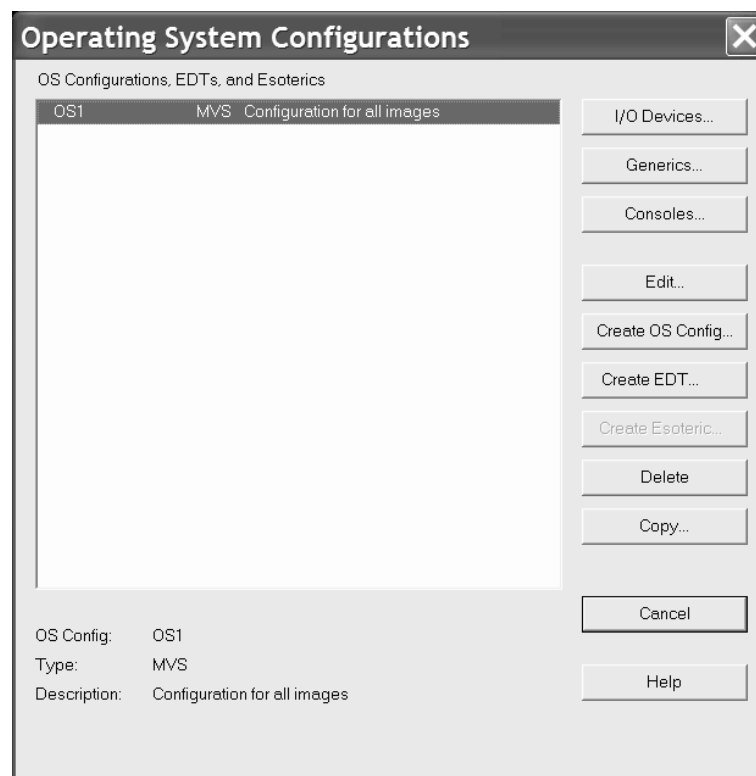 Operating System Configurations
OS Configurations, EDTs, and Esoterics
OS1 MVS Configuration for all images
I/O Devices...
Generics...
Consoles...
Edit...
Create OS Config...
Create EDT...
Create Esoteric...
Delete
Copy...
Cancel
Help
OS Config: OS1
Type: MVS
Description: Configuration for all images